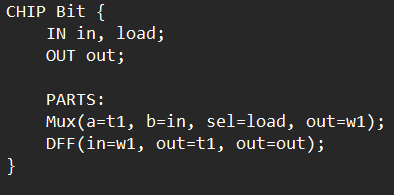 CHIP Bit {
    IN in, load;
    OUT out;

    PARTS:
    Mux(a=t1, b=in, sel=load, out=w1);
    DFF(in=w1, out=t1, out=out);
}